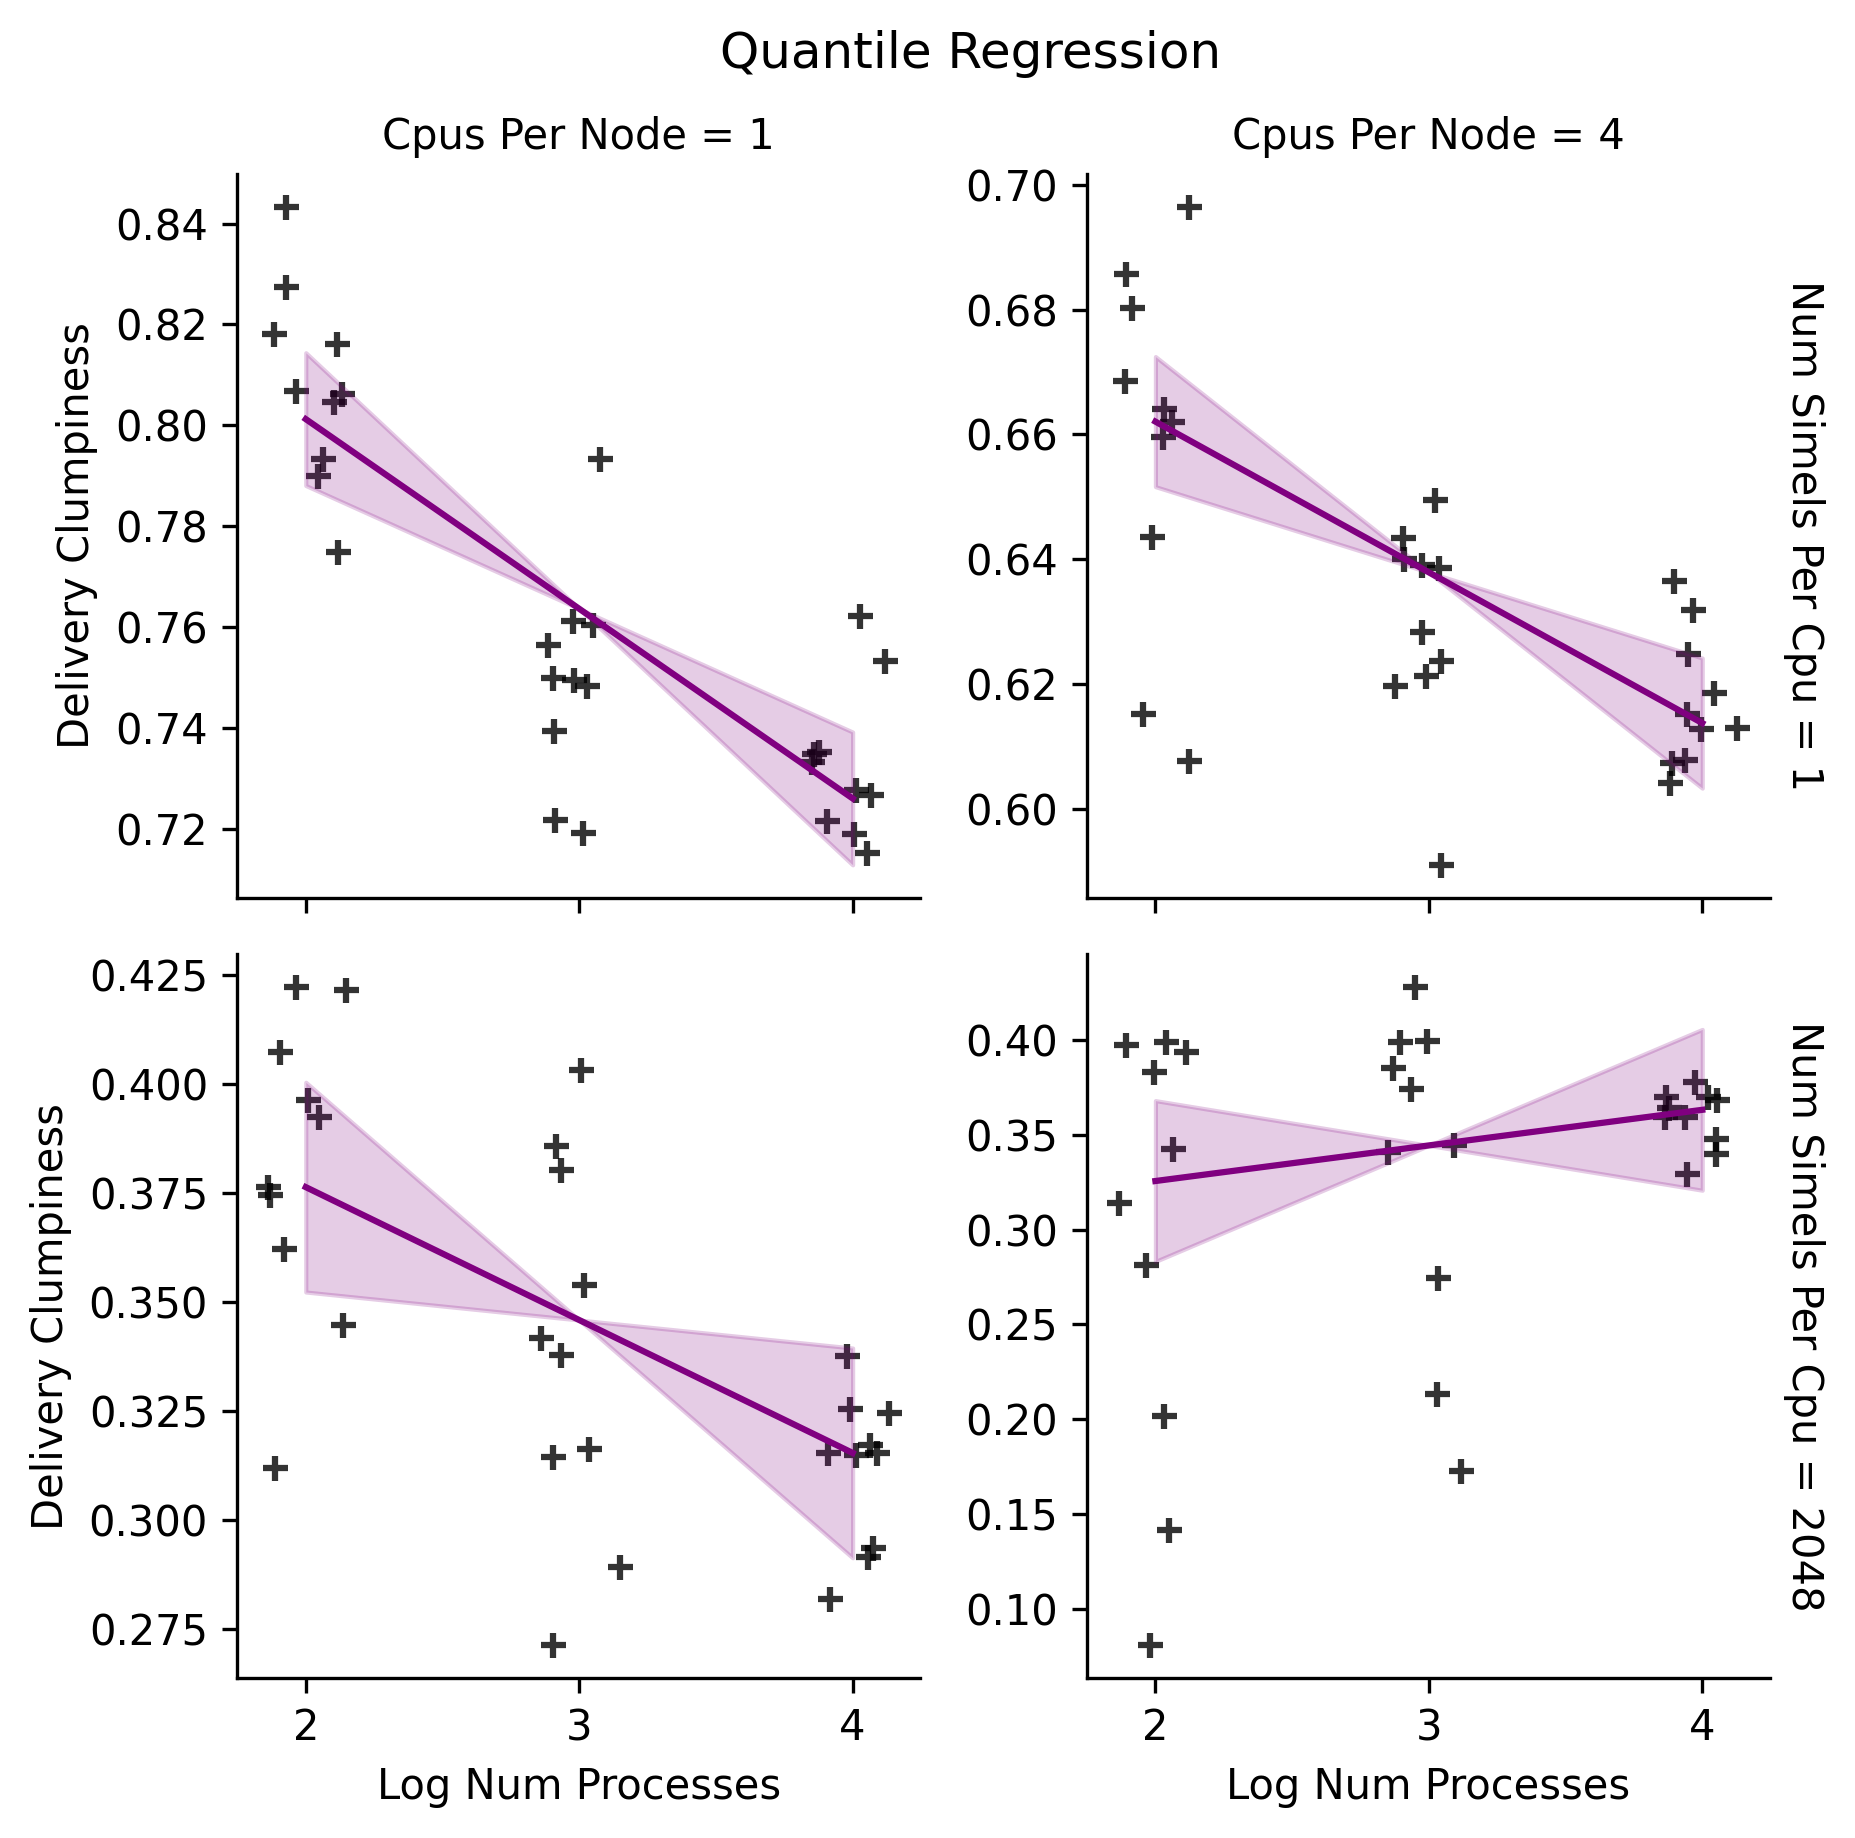 Quantile Regression
Cpus Per Node = 1
Cpus Per Node = 4
0.84
0.82
0.80
0.78
0.76
0.74
0.72
Delivery Clumpiness
0.70
0.68
0.66
0.64
0.62
0.60
Num Simels Per Cpu = 1
0.425
0.400
0.375
0.350
0.325
0.300
0.275
Delivery Clumpiness
0.40
0.35
0.30
0.25
0.20
0.15
0.10
Num Simels Per Cpu = 2048
2 3 4
2 3 4
Log Num Processes
Log Num Processes